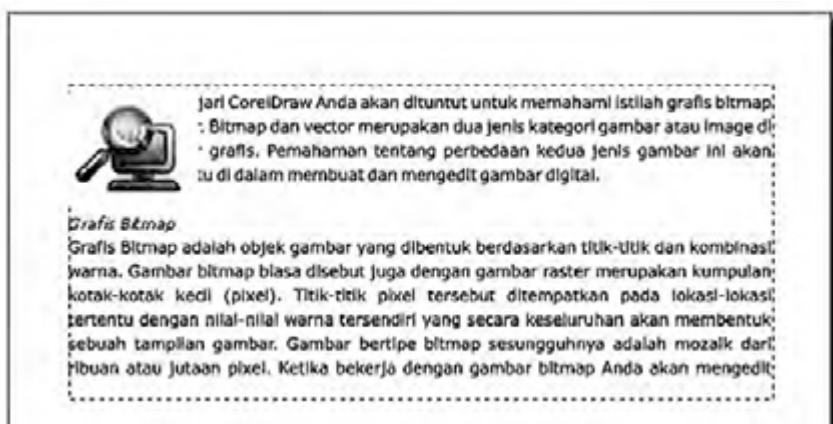 jari CorelDraw Anda akan dituntut untuk memahami istilah grafis bitmap
. Bitmap dan vector merupakan dua jenis kategori gambar atau image di
grafis. Pemahaman tentang perbedaan kedua jenis gambar ini akan
tu di dalam membuat dan mengedit gambar digital.
Grafis Bitmap
Grafis Bitmap adalah objek gambar yang dibentuk berdasarkan titik-titik dan kombinasi
warna. Gambar bitmap biasa disebut juga dengan gambar raster merupakan kumpulan
kotak-kotak kecil (pixel). Titik-titik pixel tersebut ditempatkan pada lokasi-lokasi
tertentu dengan nilai-nilai warna tersendiri yang secara keseluruhan akan membentuk
sebuah tampilan gambar. Gambar bertipe bitmap sesungguhnya adalah mozaik dari
ribuan atau jutaan pixel. Ketika bekerja dengan gambar bitmap Anda akan mengedit